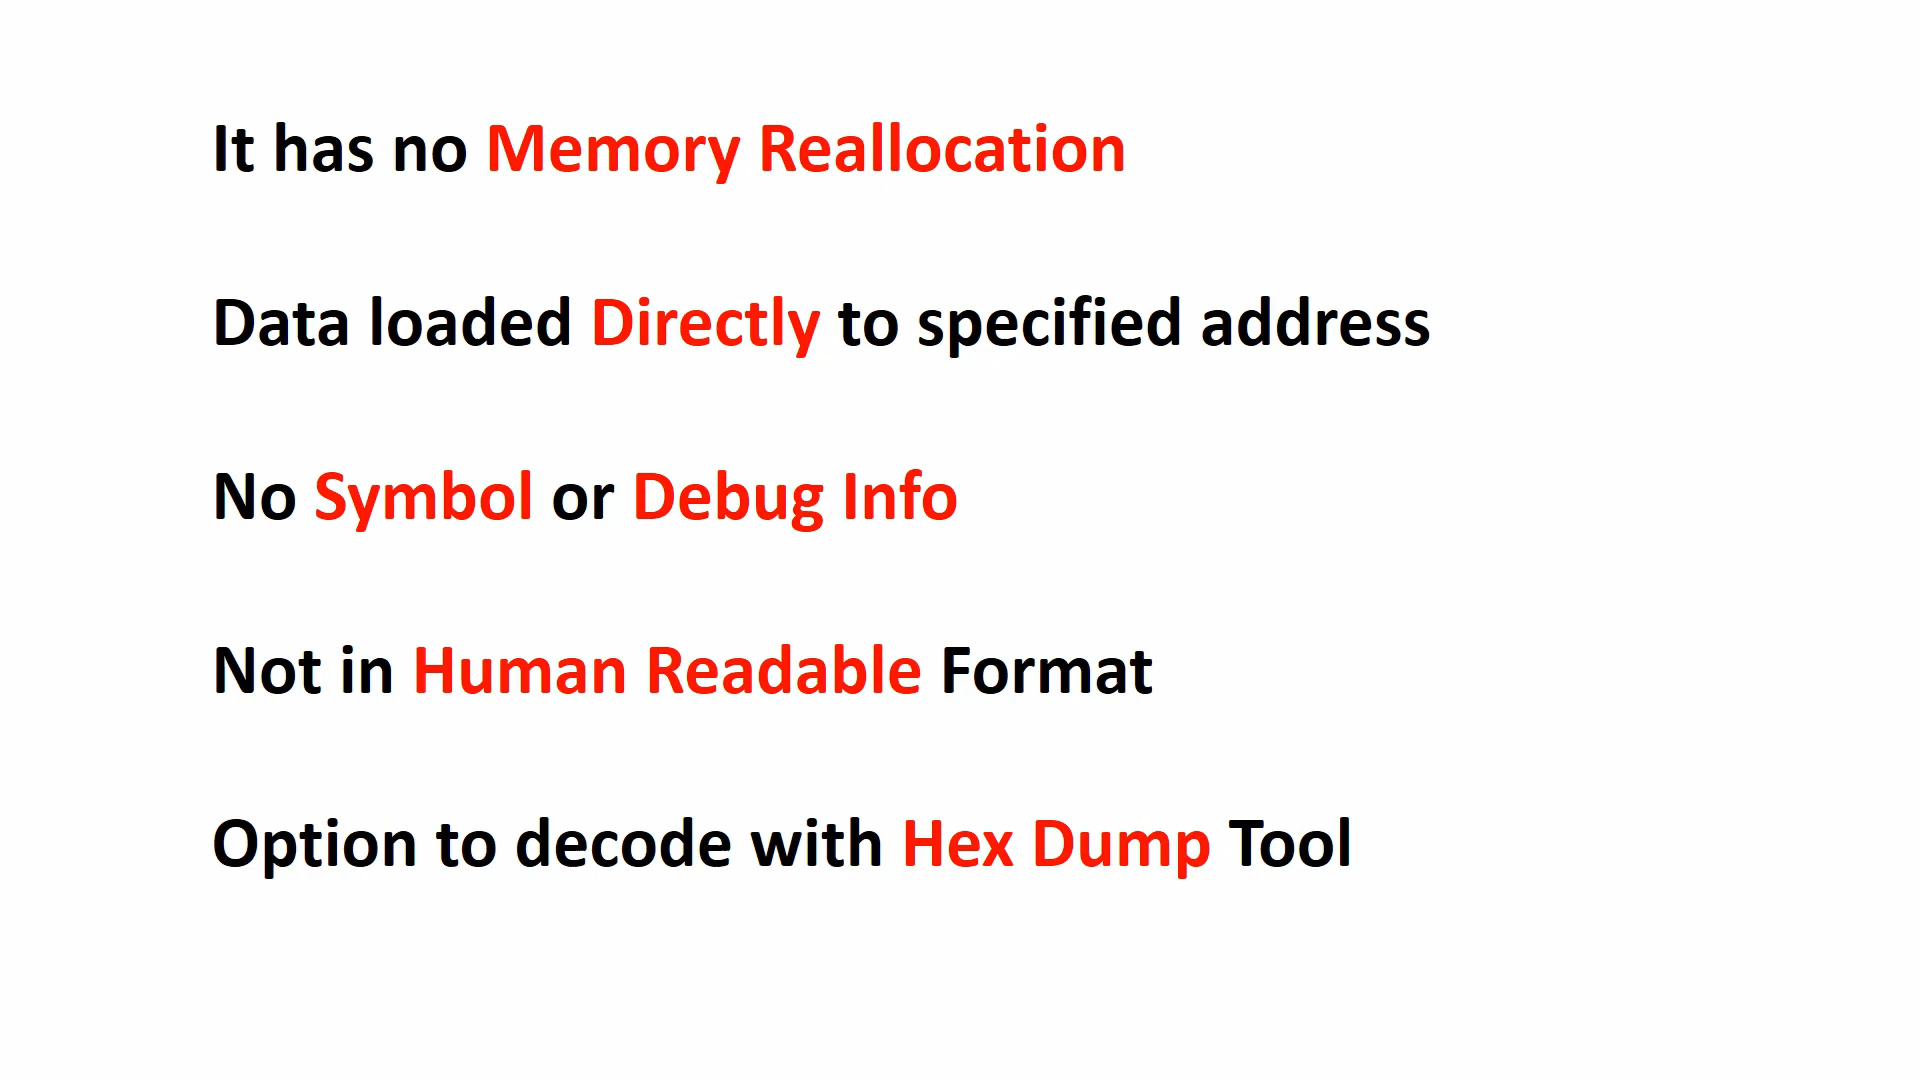 It has no Memory Reallocation
Data loaded Directly to specified address
No Symbol or Debug Info
Not in Human Readable Format
Option to decode with Hex Dump Tool